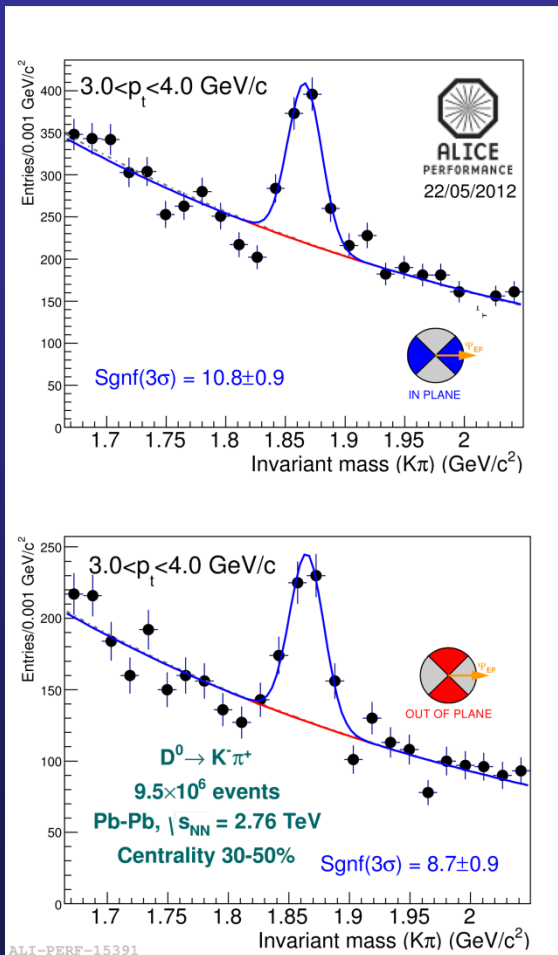 3.0<pt<4.0 GeV/c
Entries/0.001 GeV/c²
400
350
300
250
200
150
100
50
0
ALICE
PERFORMANCE
22/05/2012
ΨEP
IN PLANE
Sgnf(3σ) = 10.8±0.9
1.7 1.75 1.8 1.85 1.9 1.95 2
Invariant mass (Kπ) (GeV/c²)
3.0<pt<4.0 GeV/c
Entries/0.001 GeV/c²
250
200
150
100
50
0
ΨEP
OUT OF PLANE
D⁰→ K⁻π⁺
9.5×10⁶ events
Pb-Pb, √sNN = 2.76 TeV
Centrality 30-50%
Sgnf(3σ) = 8.7±0.9
1.7 1.75 1.8 1.85 1.9 1.95 2
Invariant mass (Kπ) (GeV/c²)
ALI-PERF-15391